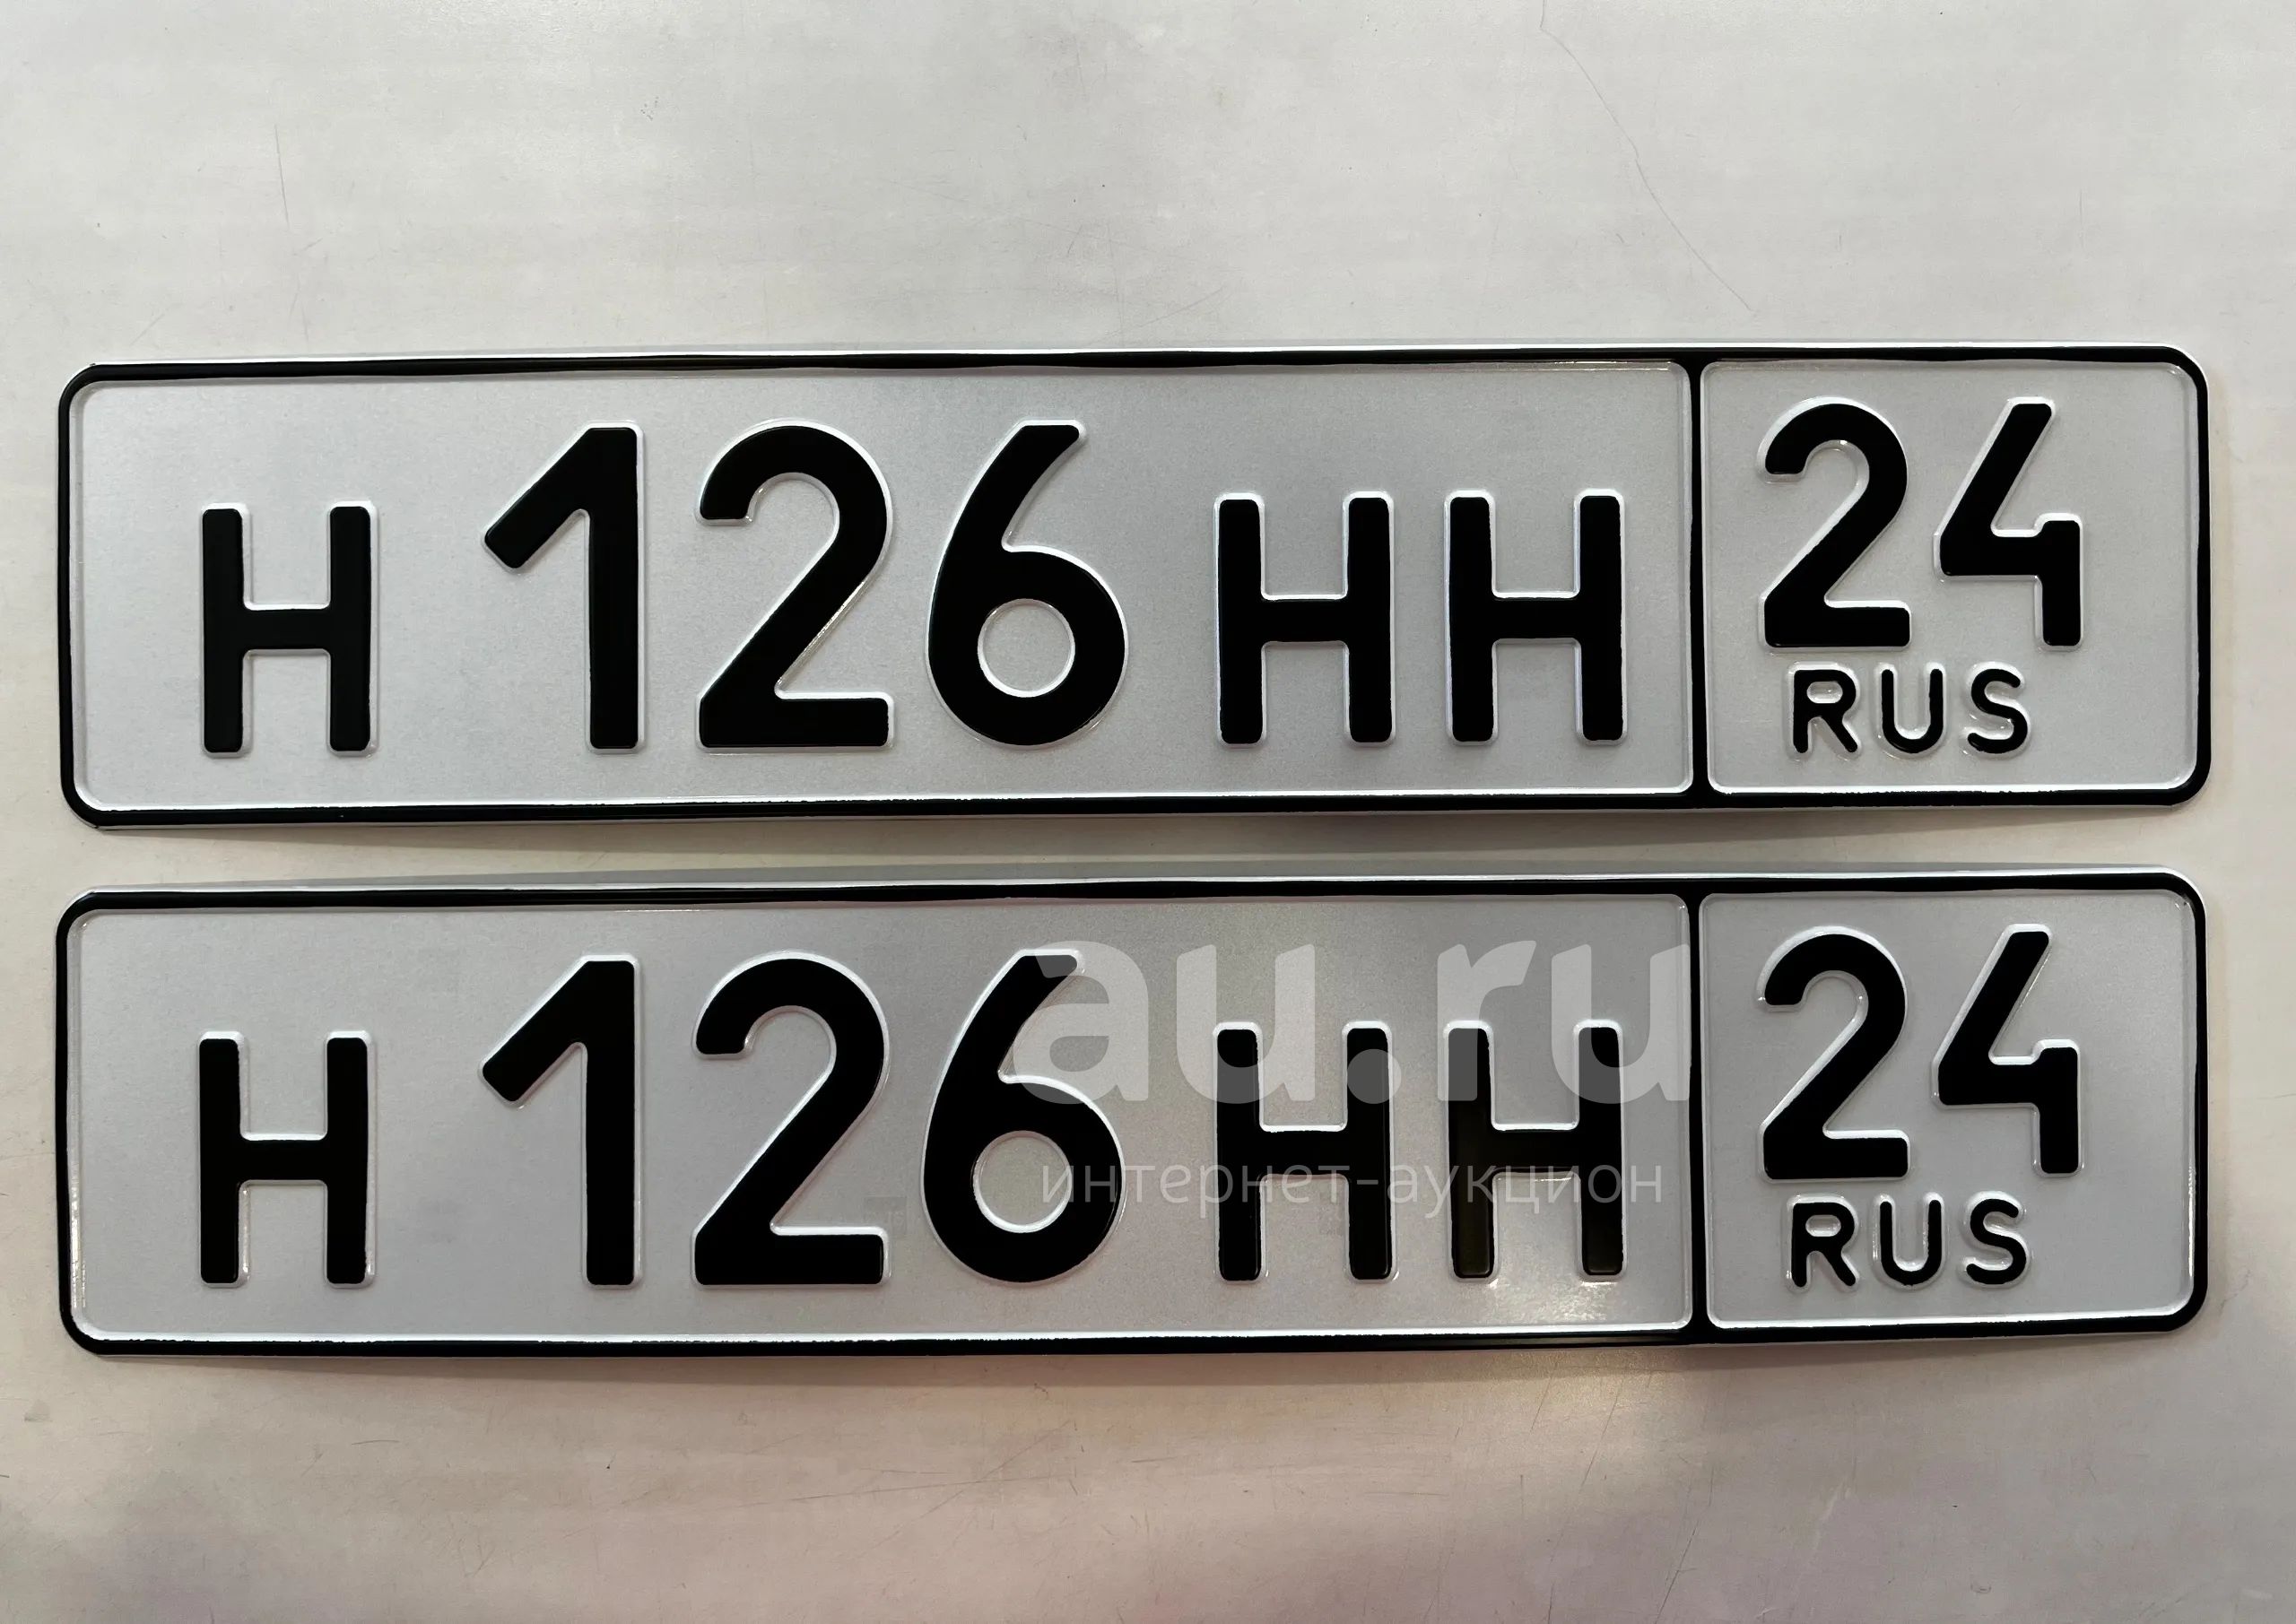 Н 126 НН 24
RUS
Н 126 НН 24
RUS
au.ru
интернет-аукцион